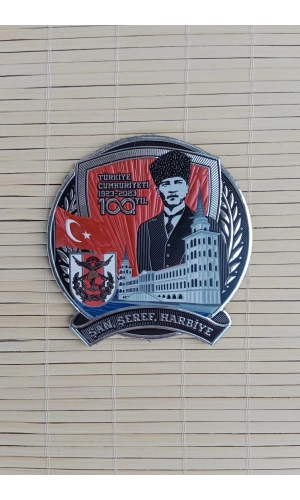 TÜRKİYE
CUMHURİYETİ
1923-2023
100.YIL
ŞAN, ŞEREF, HARBİYE